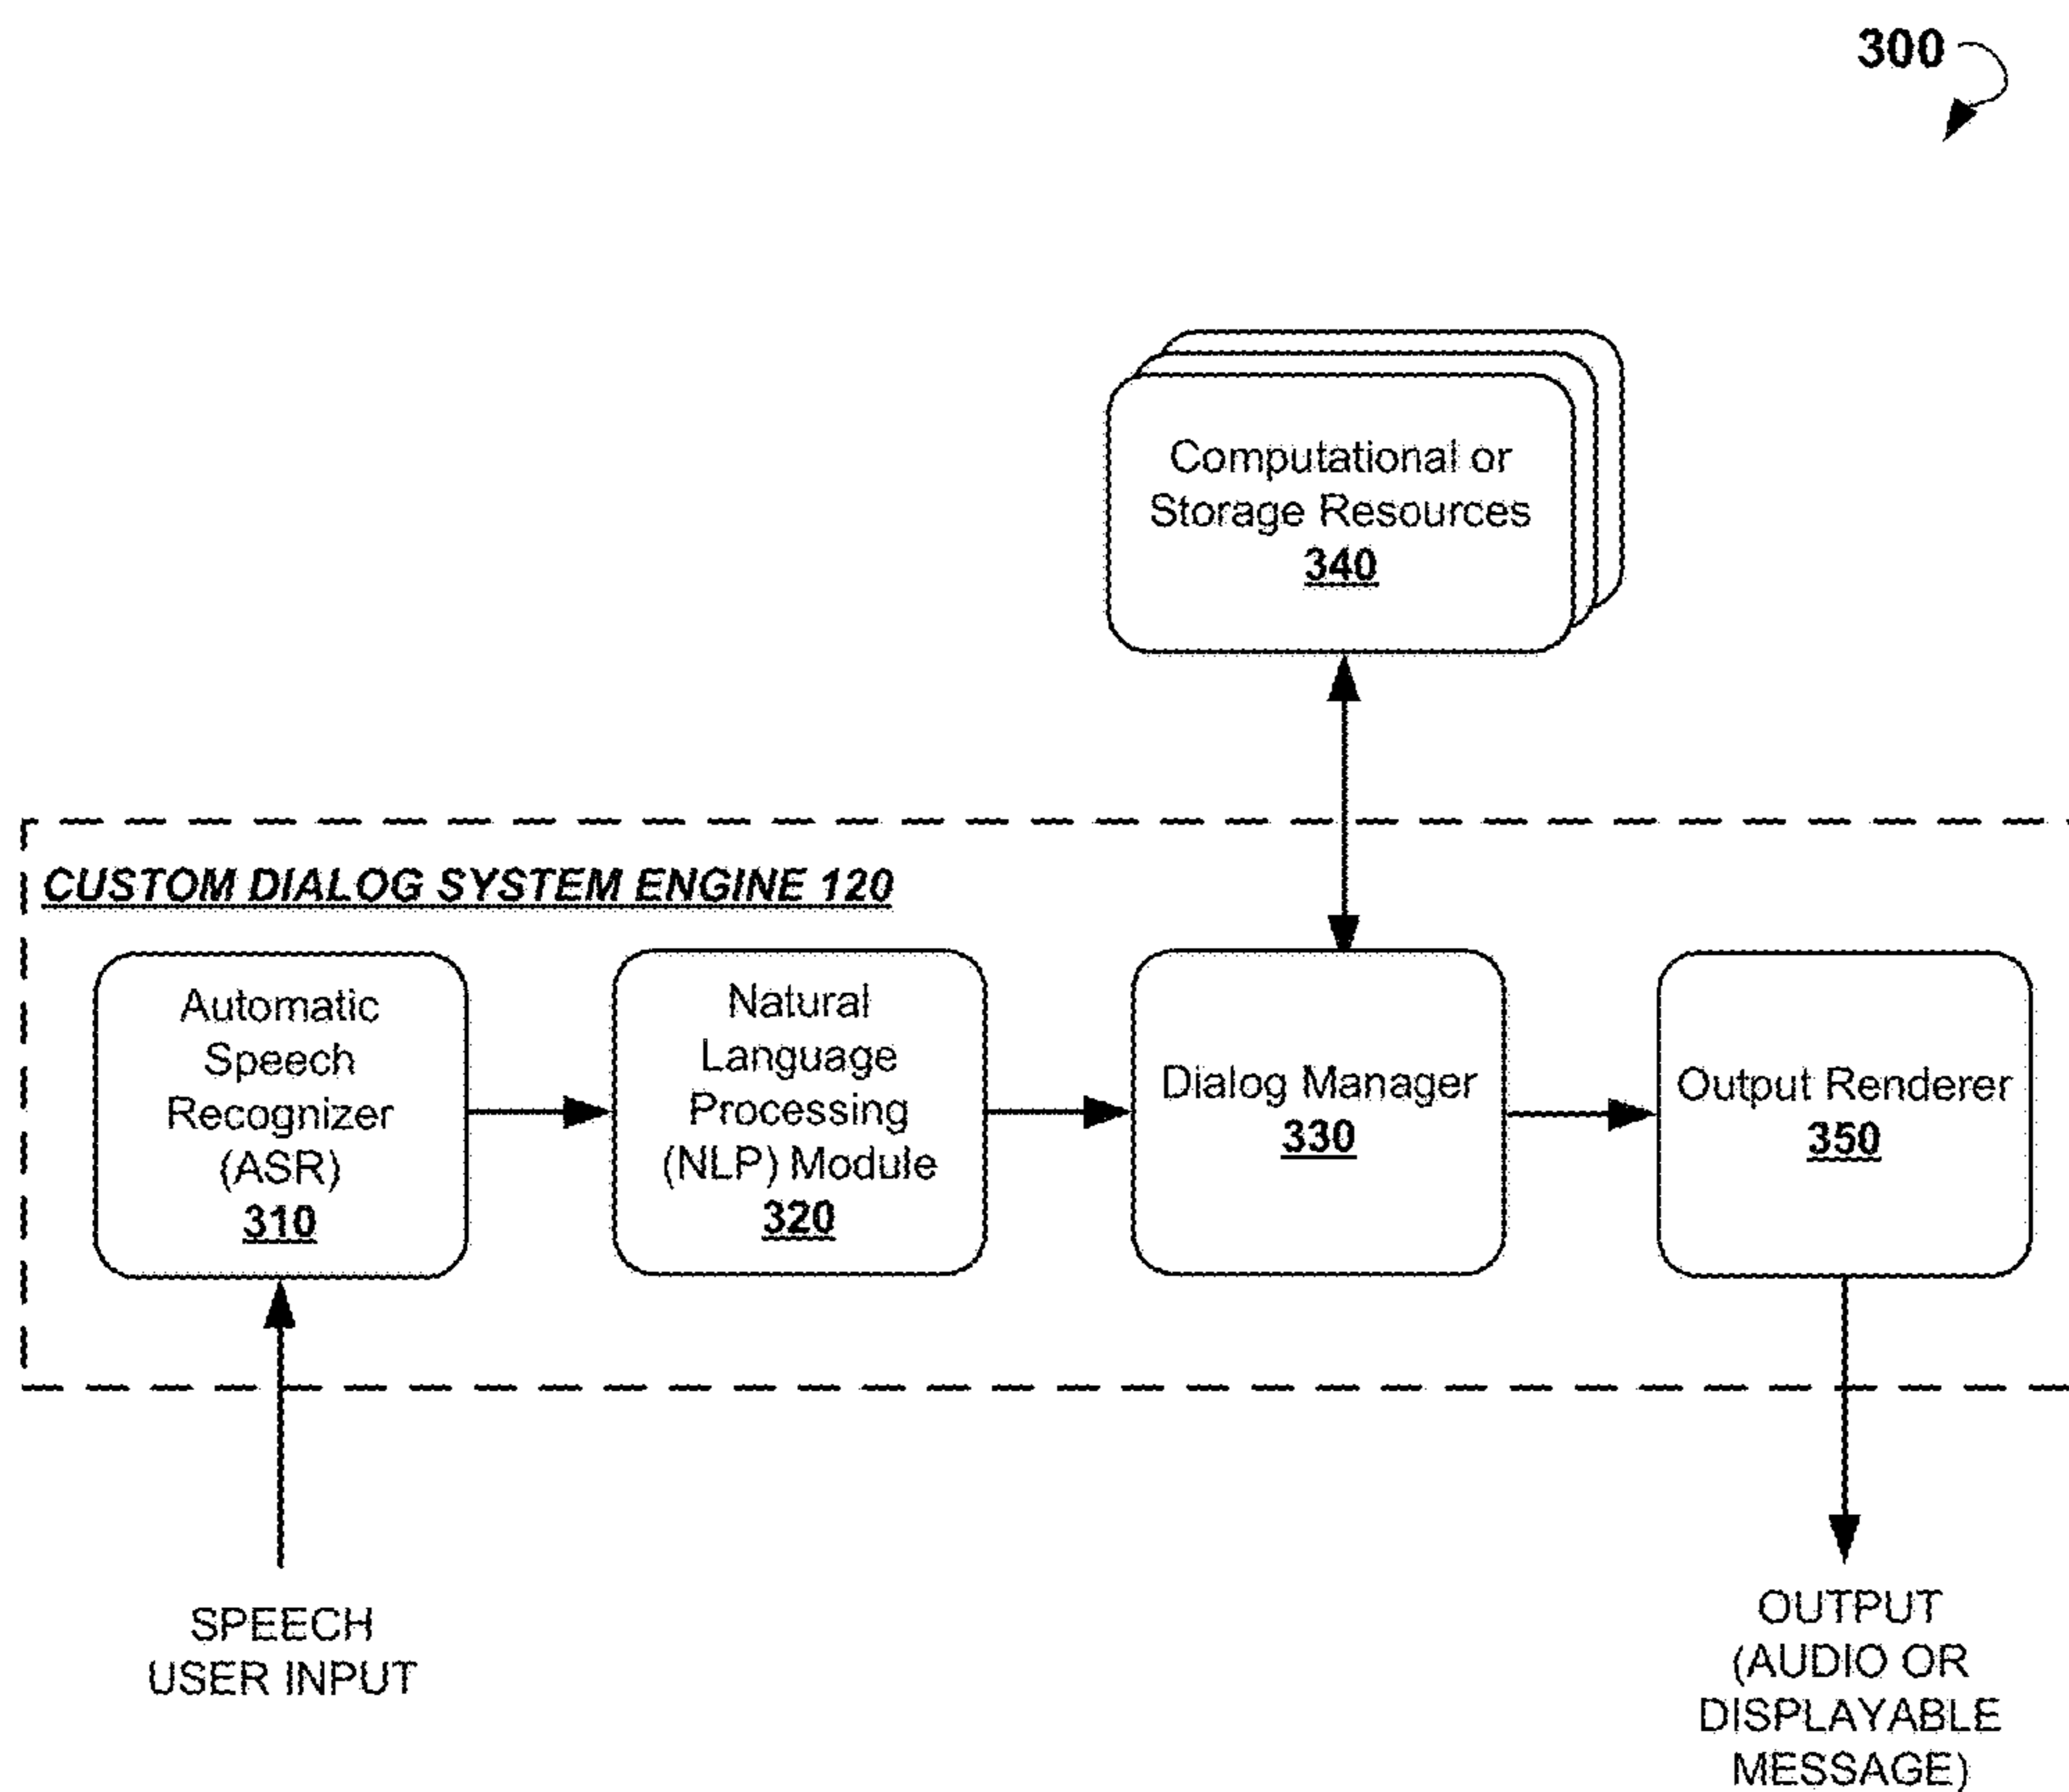 300
Computational or
Storage Resources
340
CUSTOM DIALOG SYSTEM ENGINE 120
Automatic
Speech
Recognizer
(ASR)
310
Natural
Language
Processing
(NLP) Module
320
Dialog Manager
330
Output Renderer
350
SPEECH
USER INPUT
OUTPUT
(AUDIO OR
DISPLAYABLE
MESSAGE)